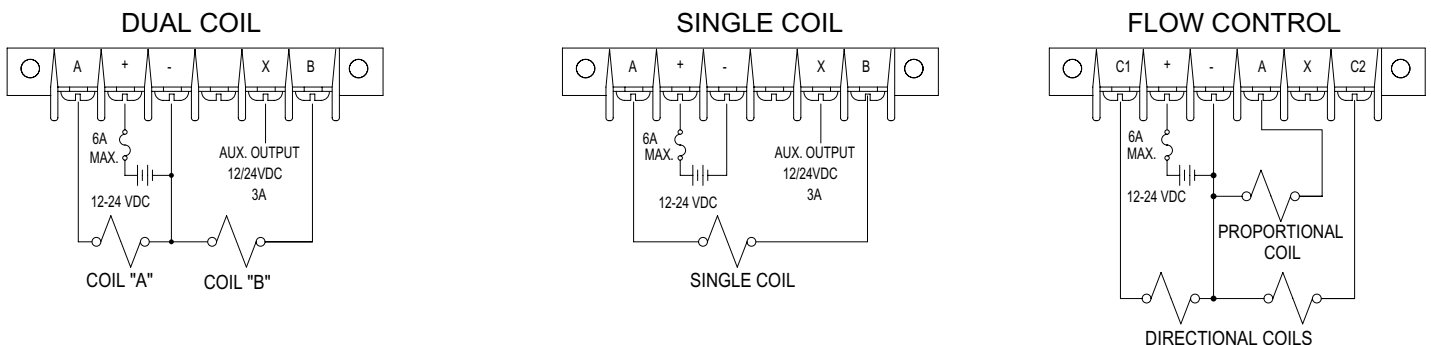 DUAL COIL
A + - X B
6A
MAX.
12-24 VDC
AUX. OUTPUT
12/24VDC
3A
COIL "A"
COIL "B"
SINGLE COIL
A + - X B
6A
MAX.
12-24 VDC
AUX. OUTPUT
12/24VDC
3A
SINGLE COIL
FLOW CONTROL
C1 + - A X C2
6A
MAX.
12-24 VDC
PROPORTIONAL
COIL
DIRECTIONAL COILS